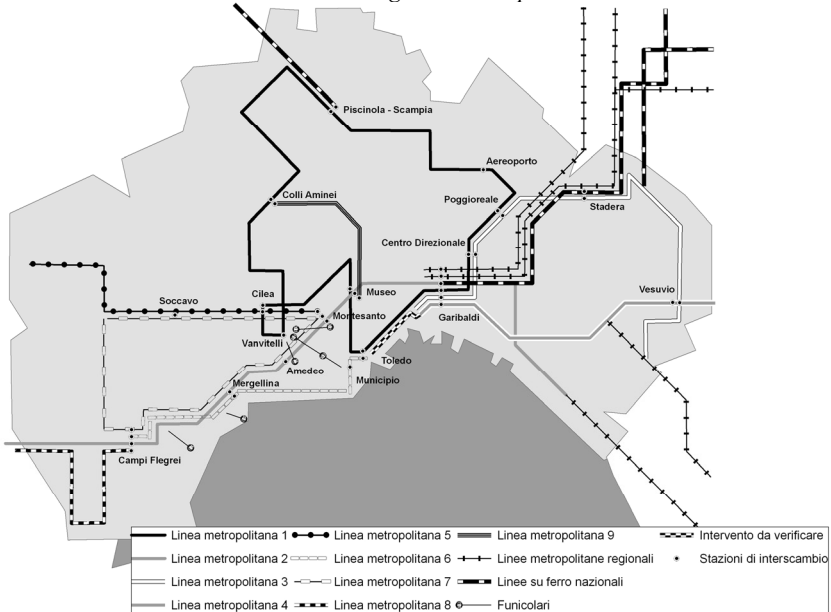 Piscinola - Scampia
Aereoporto
Colli Aminei
Poggioreale
Stadera
Centro Direzionale
Cilea
Museo
Vesuvio
Soccavo
Montesanto
Garibaldi
Vanvitelli
Toledo
Amedeo
Municipio
Mergellina
Campi Flegrei
Linea metropolitana 1
Linea metropolitana 5
Linea metropolitana 9
Intervento da verificare
Linea metropolitana 2
Linea metropolitana 6
Linee metropolitane regionali
Stazioni di interscambio
Linea metropolitana 3
Linea metropolitana 7
Linee su ferro nazionali
Linea metropolitana 4
Linea metropolitana 8
Funicolari